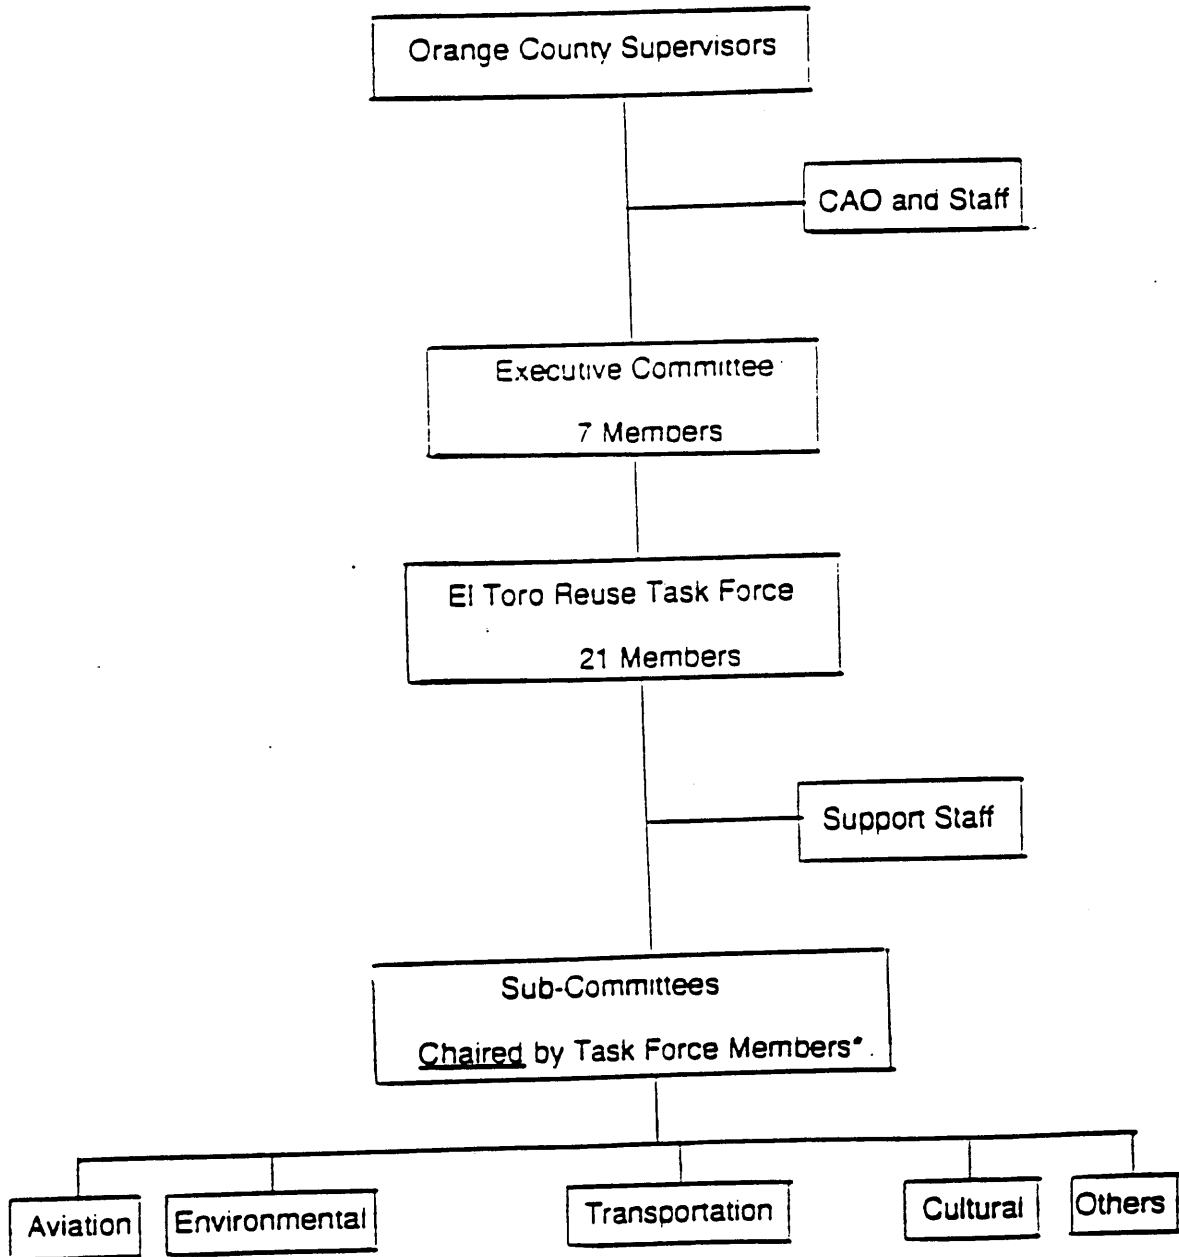 Orange County Supervisors
CAO and Staff
Executive Committee
7 Members
El Toro Reuse Task Force
21 Members
Support Staff
Sub-Committees
Chaired by Task Force Members*
Aviation
Environmental
Transportation
Cultural
Others